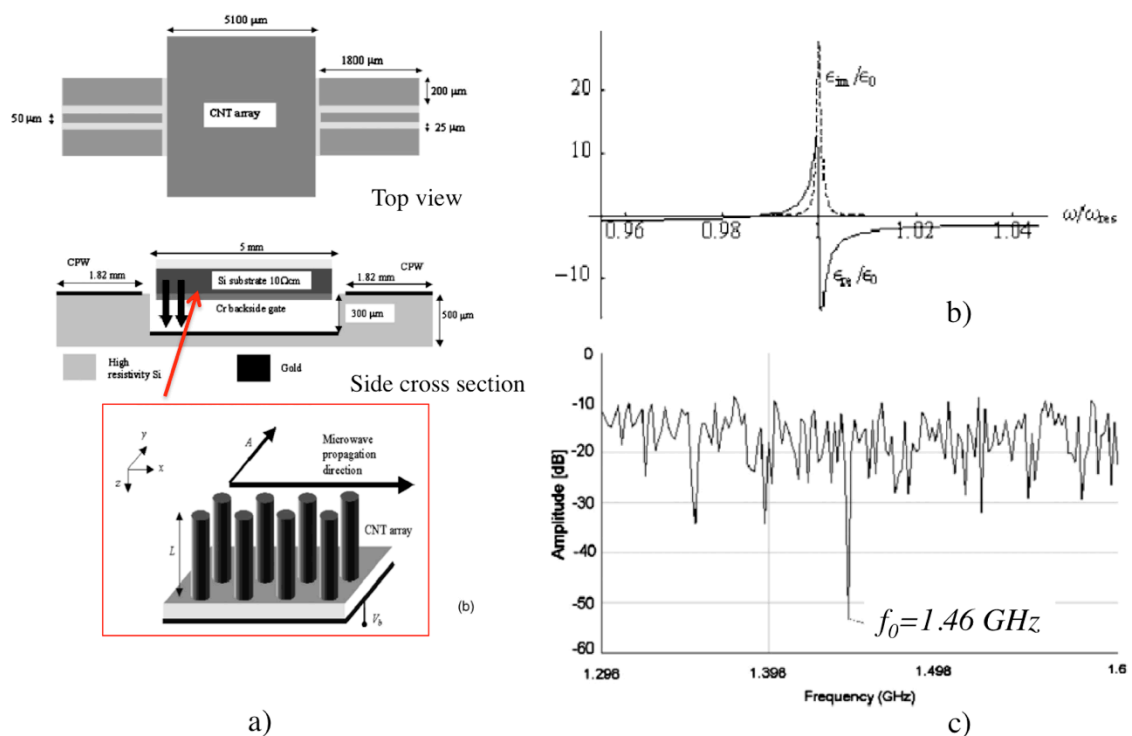 5100 μm
1800 μm
200 μm
50 μm
CNT array
25 μm
Top view
5 mm
CPW
CPW
1.82 mm
Si substrate 10Ωcm
1.82 mm
Cr backside gate
300 μm
500 μm
High
resistivity Si
Gold
Side cross section
y
x
z
A
Microwave
propagation
direction
CNT array
L
V_b
(b)
a)
20
10
-10
ϵ_im/ϵ_0
ω/ω_res
0.96
0.98
1.02
1.04
ϵ_re/ϵ_0
b)
0
-10
-20
-30
-40
-50
-60
Amplitude [dB]
f_0=1.46 GHz
1.296
1.396
1.498
1.6
Frequency (GHz)
c)